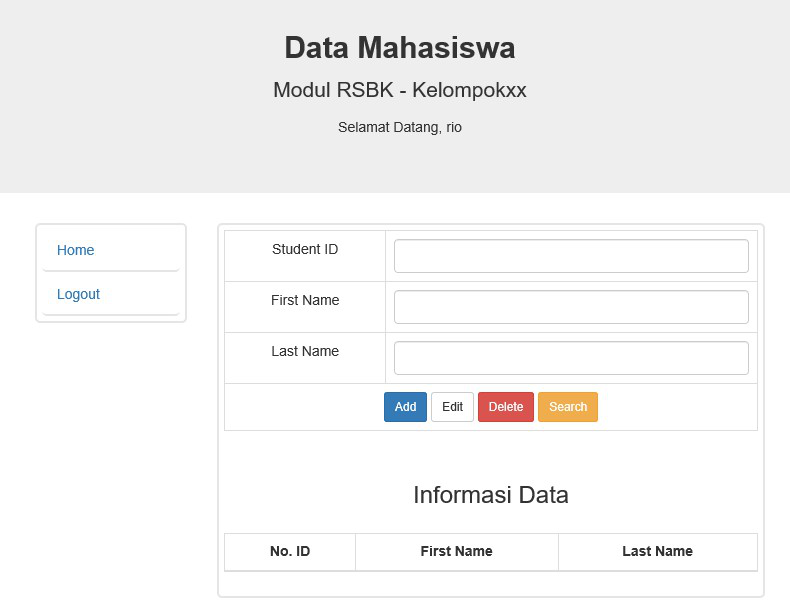 Data Mahasiswa
Modul RSBK - Kelompokxx
Selamat Datang, rio
Home
Logout
Student ID
First Name
Last Name
Add Edit Delete Search
Informasi Data
No. ID First Name Last Name